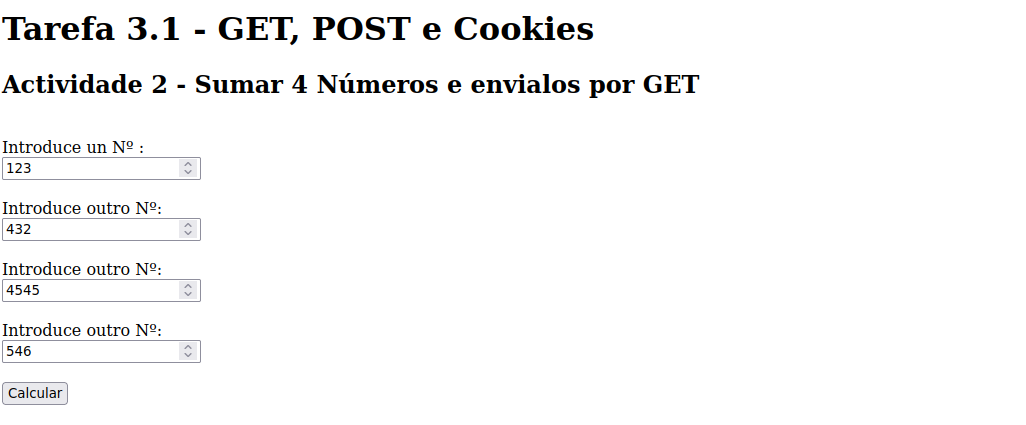 Tarefa 3.1 - GET, POST e Cookies
Actividade 2 - Sumar 4 Números e envialos por GET
Introduce un Nº :
123
Introduce outro Nº:
432
Introduce outro Nº:
4545
Introduce outro Nº:
546
Calcular